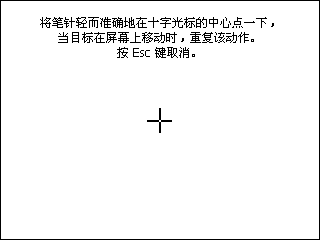 将笔针轻而准确地在十字光标的中心点一下，
当目标在屏幕上移动时，重复该动作。
按 Esc 键取消。